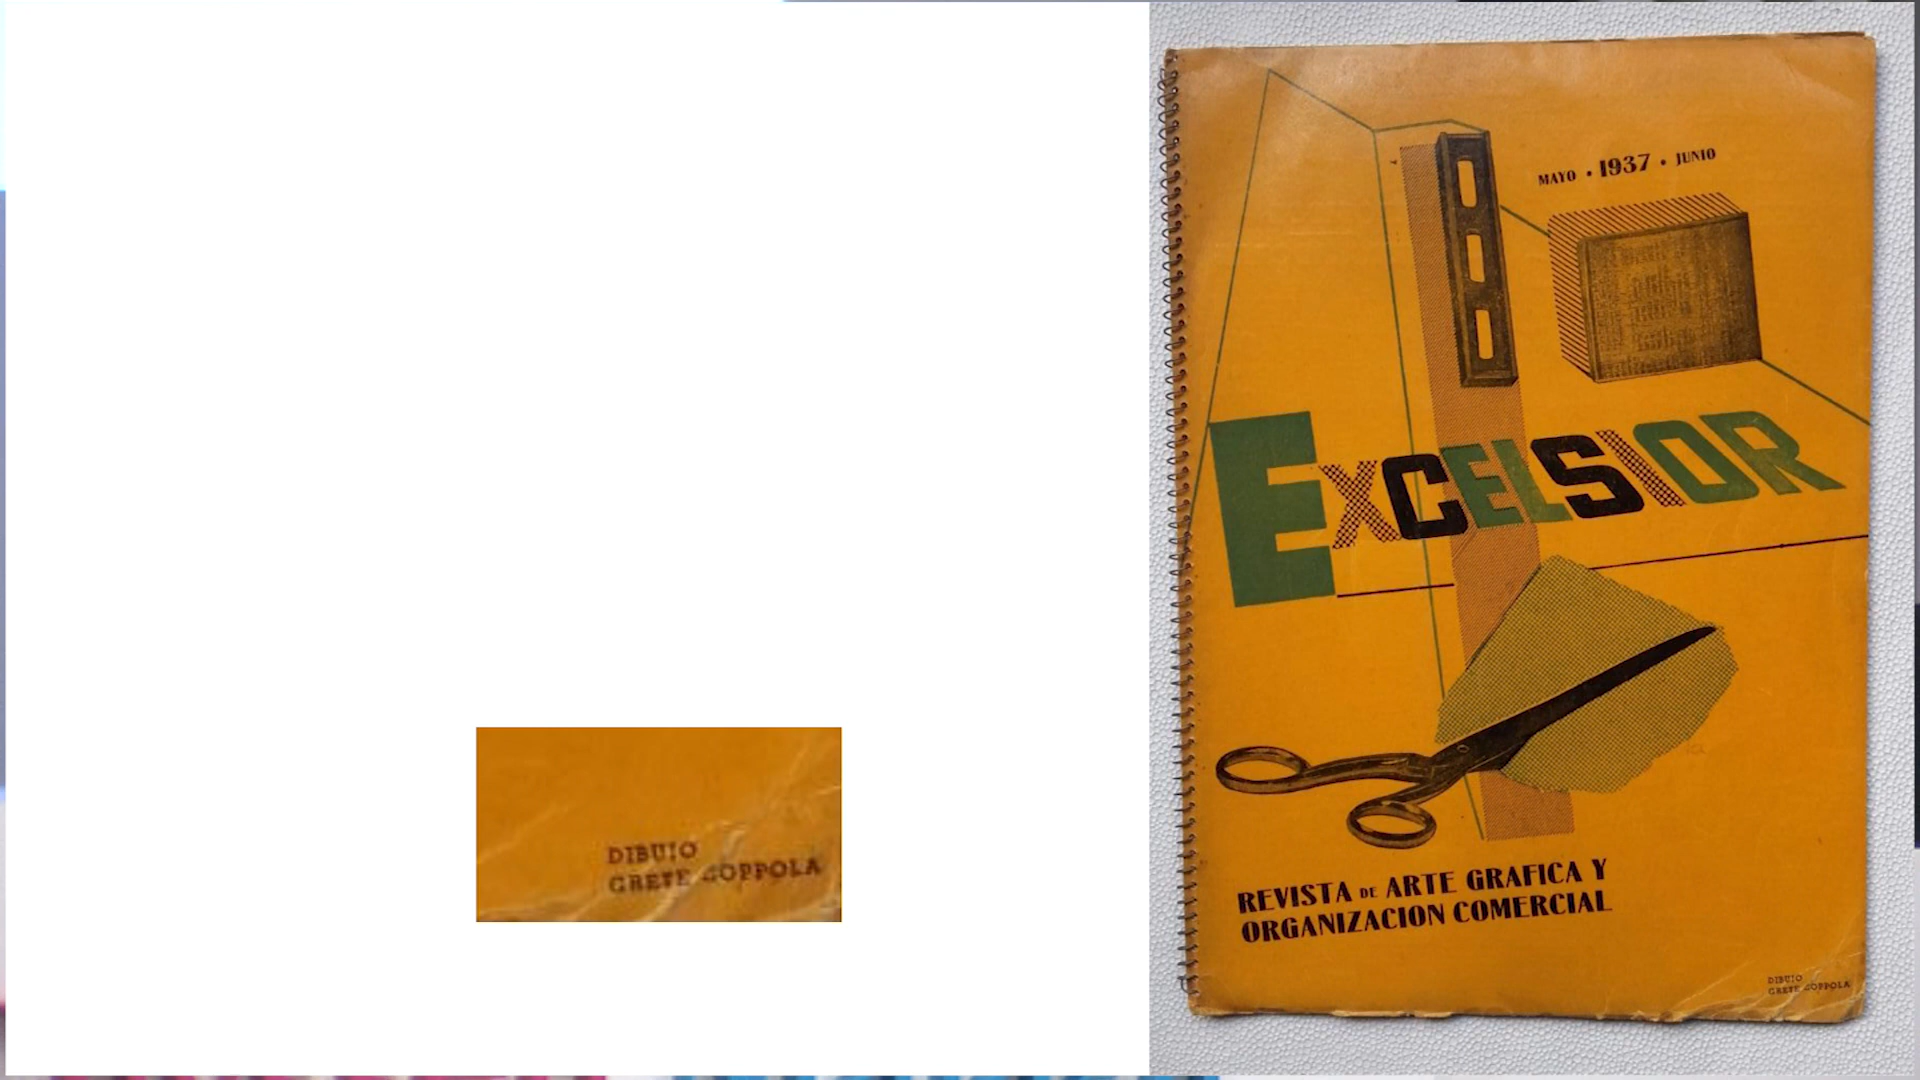 DIBUJO
GRETE COPPOLA
MAYO • 1937 • JUNIO
EXCELSIOR
REVISTA DE ARTE GRAFICA Y
ORGANIZACION COMERCIAL
DIBUJO
GRETE COPPOLA